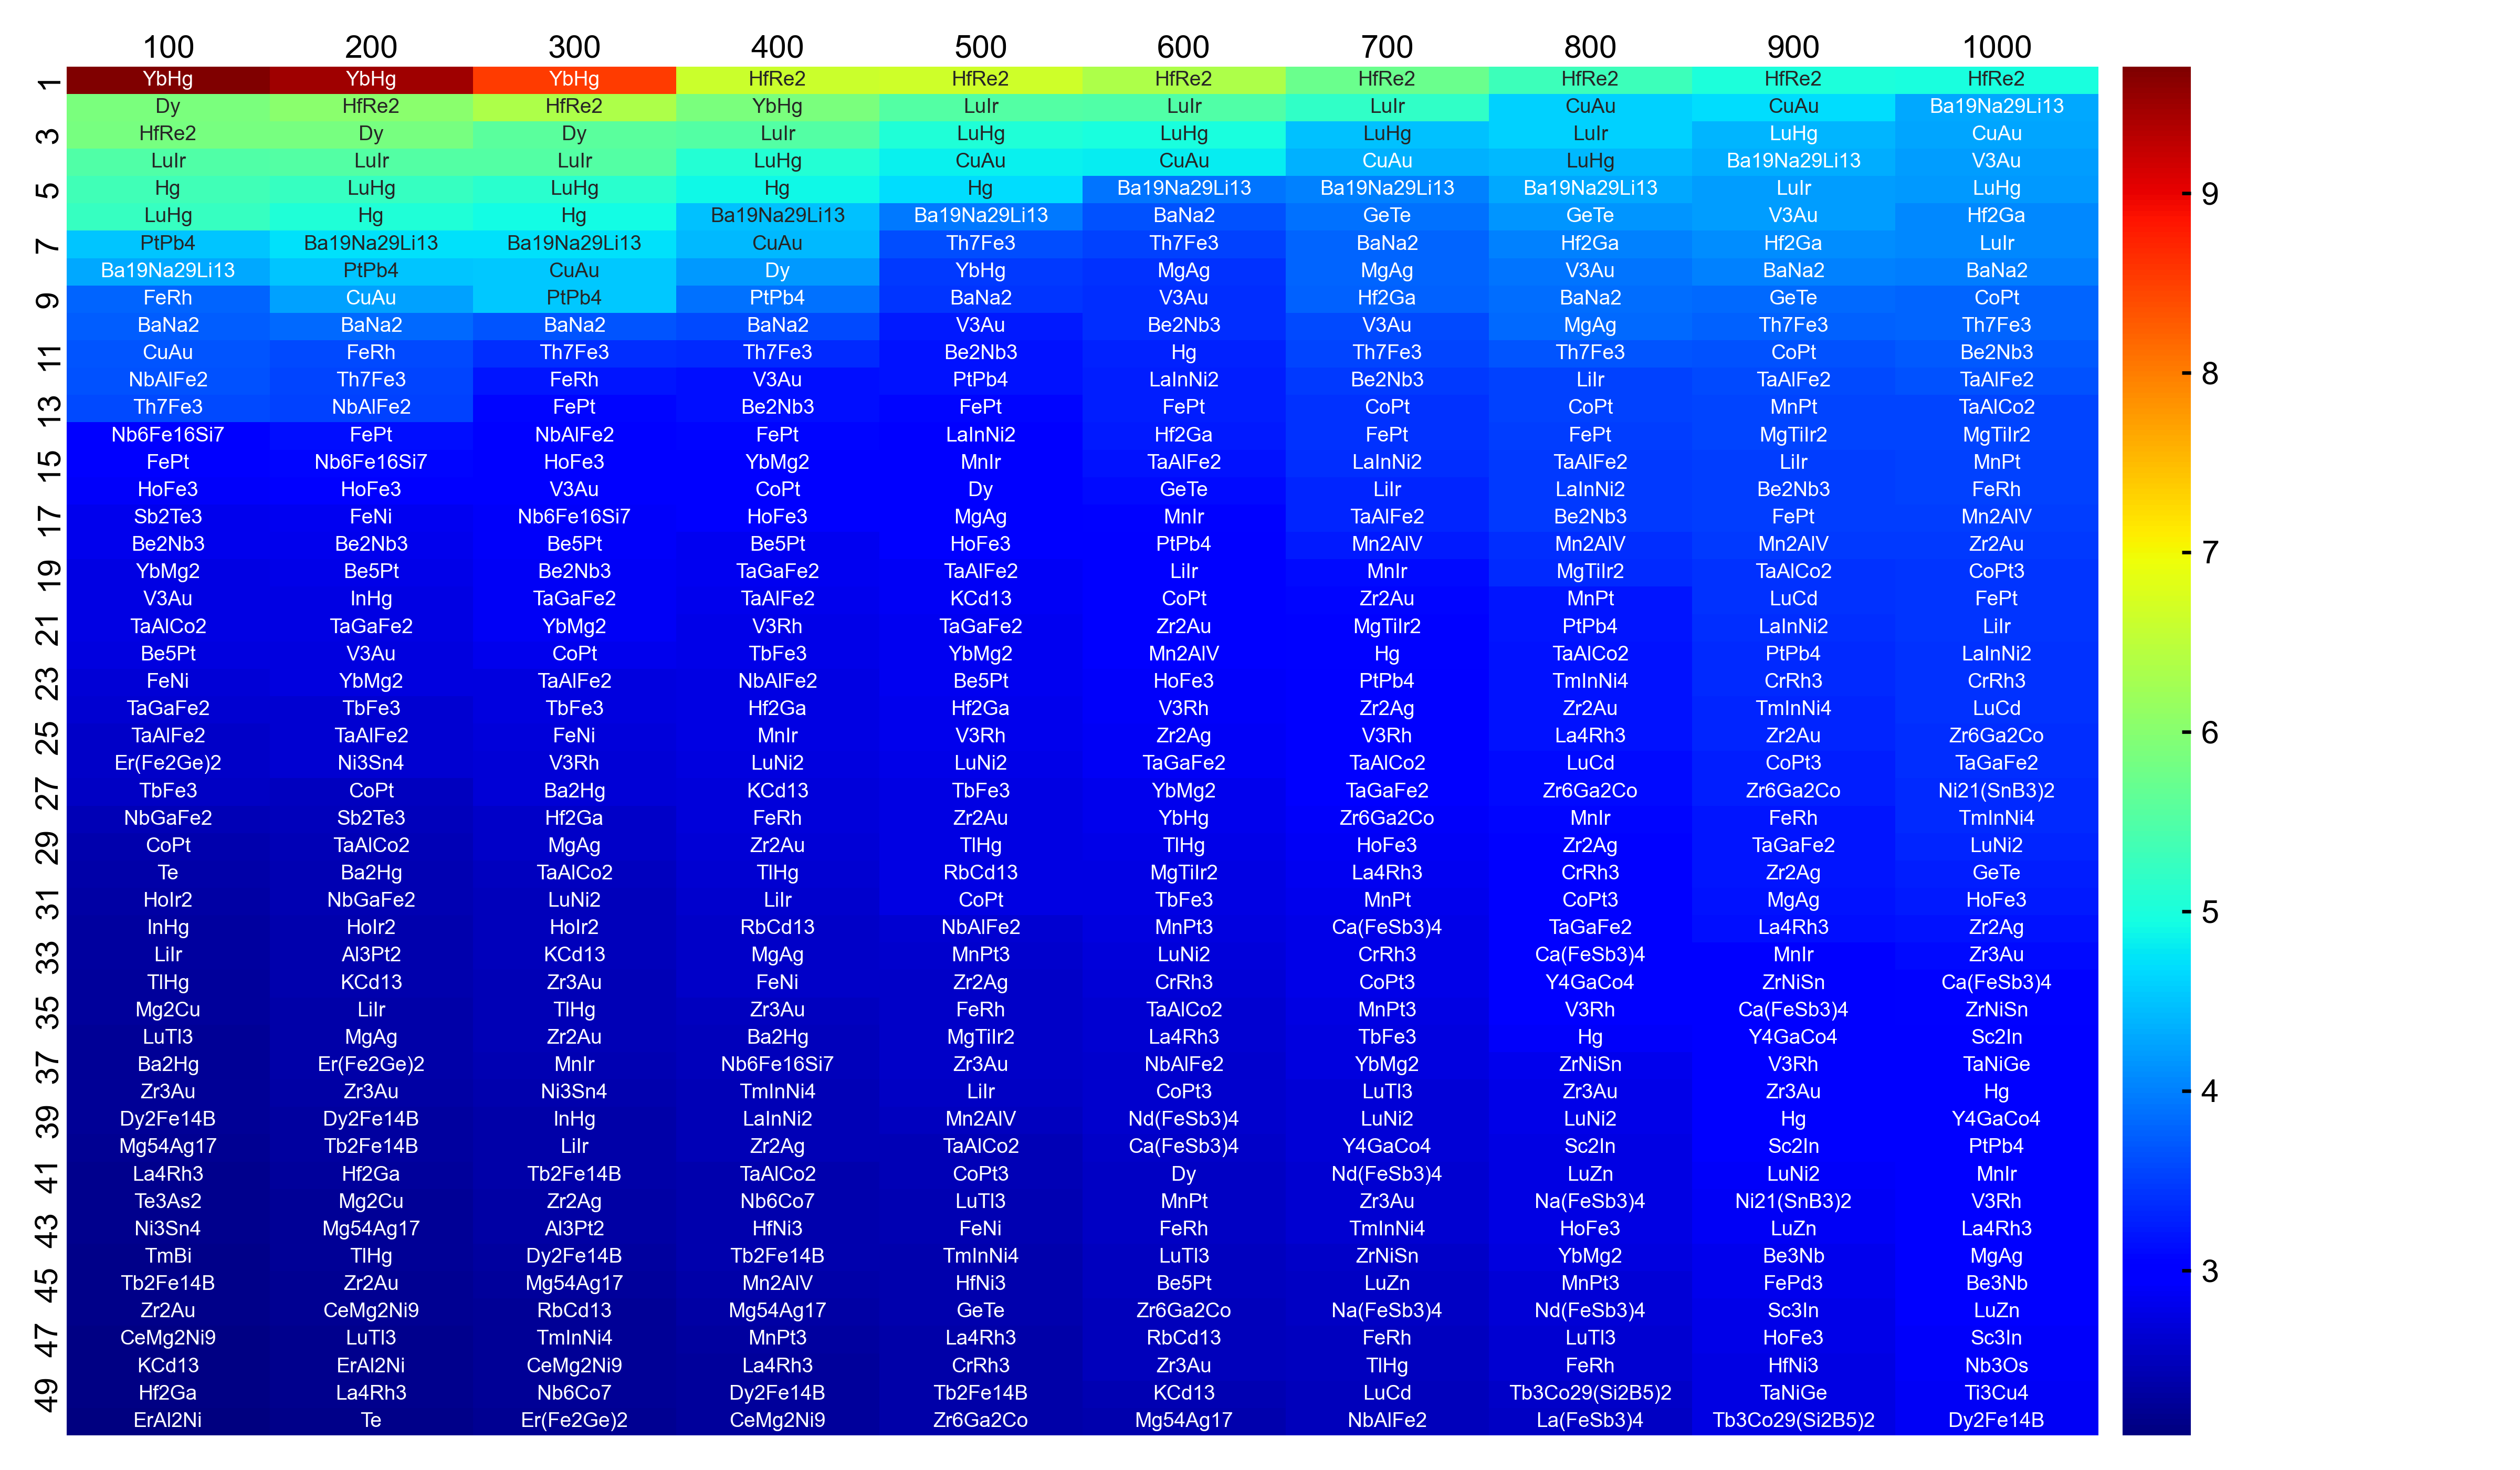 100 200 300 400 500 600 700 800 900 1000
1 YbHg YbHg YbHg HfRe2 HfRe2 HfRe2 HfRe2 HfRe2 HfRe2 HfRe2
Dy HfRe2 HfRe2 YbHg LuIr LuIr LuIr CuAu CuAu Ba19Na29Li13
3 HfRe2 Dy Dy LuIr LuHg LuHg LuHg LuIr LuHg CuAu
LuIr LuIr LuIr LuHg CuAu CuAu CuAu LuHg Ba19Na29Li13 V3Au
5 Hg LuHg LuHg Hg Hg Ba19Na29Li13 Ba19Na29Li13 Ba19Na29Li13 LuIr LuHg
LuHg Hg Hg Ba19Na29Li13 Ba19Na29Li13 BaNa2 GeTe GeTe V3Au Hf2Ga
7 PtPb4 Ba19Na29Li13 Ba19Na29Li13 CuAu Th7Fe3 Th7Fe3 BaNa2 Hf2Ga Hf2Ga LuIr
Ba19Na29Li13 PtPb4 CuAu Dy YbHg MgAg MgAg V3Au BaNa2 BaNa2
9 FeRh CuAu PtPb4 PtPb4 BaNa2 V3Au Hf2Ga BaNa2 GeTe CoPt
BaNa2 BaNa2 BaNa2 BaNa2 V3Au Be2Nb3 V3Au MgAg Th7Fe3 Th7Fe3
11 CuAu FeRh Th7Fe3 Th7Fe3 Be2Nb3 Hg Th7Fe3 Th7Fe3 CoPt Be2Nb3
NbAlFe2 Th7Fe3 FeRh V3Au PtPb4 LaInNi2 Be2Nb3 LiIr TaAlFe2 TaAlFe2
13 Th7Fe3 NbAlFe2 FePt Be2Nb3 FePt FePt CoPt CoPt MnPt TaAlCo2
Nb6Fe16Si7 FePt NbAlFe2 FePt LaInNi2 Hf2Ga FePt FePt MgTiIr2 MgTiIr2
15 FePt Nb6Fe16Si7 HoFe3 YbMg2 MnIr TaAlFe2 LaInNi2 TaAlFe2 LiIr MnPt
HoFe3 HoFe3 V3Au CoPt Dy GeTe LiIr LaInNi2 Be2Nb3 FeRh
17 Sb2Te3 FeNi Nb6Fe16Si7 HoFe3 MgAg MnIr TaAlFe2 Be2Nb3 FePt Mn2AlV
Be2Nb3 Be2Nb3 Be5Pt Be5Pt HoFe3 PtPb4 Mn2AlV Mn2AlV Mn2AlV Zr2Au
19 YbMg2 Be5Pt Be2Nb3 TaGaFe2 TaAlFe2 LiIr MnIr MgTiIr2 TaAlCo2 CoPt3
V3Au InHg TaGaFe2 TaAlFe2 KCd13 CoPt Zr2Au MnPt LuCd FePt
21 TaAlCo2 TaGaFe2 YbMg2 V3Rh TaGaFe2 Zr2Au MgTiIr2 PtPb4 LaInNi2 LiIr
Be5Pt V3Au CoPt TbFe3 YbMg2 Mn2AlV Hg TaAlCo2 PtPb4 LaInNi2
23 FeNi YbMg2 TaAlFe2 NbAlFe2 Be5Pt HoFe3 PtPb4 TmInNi4 CrRh3 CrRh3
TaGaFe2 TbFe3 TbFe3 Hf2Ga Hf2Ga V3Rh Zr2Ag Zr2Au TmInNi4 LuCd
25 TaAlFe2 TaAlFe2 FeNi MnIr V3Rh Zr2Ag V3Rh La4Rh3 Zr2Au Zr6Ga2Co
Er(Fe2Ge)2 Ni3Sn4 V3Rh LuNi2 LuNi2 TaGaFe2 TaAlCo2 LuCd CoPt3 TaGaFe2
27 TbFe3 CoPt Ba2Hg KCd13 TbFe3 YbMg2 TaGaFe2 Zr6Ga2Co Zr6Ga2Co Ni21(SnB3)2
NbGaFe2 Sb2Te3 Hf2Ga FeRh Zr2Au YbHg Zr6Ga2Co MnIr FeRh TmInNi4
29 CoPt TaAlCo2 MgAg Zr2Au TlHg TlHg HoFe3 Zr2Ag TaGaFe2 LuNi2
Te Ba2Hg TaAlCo2 TlHg RbCd13 MgTiIr2 La4Rh3 CrRh3 Zr2Ag GeTe
31 HoIr2 NbGaFe2 LuNi2 LiIr CoPt TbFe3 MnPt CoPt3 MgAg HoFe3
InHg HoIr2 HoIr2 RbCd13 NbAlFe2 MnPt3 Ca(FeSb3)4 TaGaFe2 La4Rh3 Zr2Ag
33 LiIr Al3Pt2 KCd13 MgAg MnPt3 LuNi2 CrRh3 Ca(FeSb3)4 MnIr Zr3Au
TlHg KCd13 Zr3Au FeNi Zr2Ag CrRh3 CoPt3 Y4GaCo4 ZrNiSn Ca(FeSb3)4
35 Mg2Cu LiIr TlHg Zr3Au FeRh TaAlCo2 MnPt3 V3Rh Ca(FeSb3)4 ZrNiSn
LuTl3 MgAg Zr2Au Ba2Hg MgTiIr2 La4Rh3 TbFe3 Hg Y4GaCo4 Sc2In
37 Ba2Hg Er(Fe2Ge)2 MnIr Nb6Fe16Si7 Zr3Au NbAlFe2 YbMg2 ZrNiSn V3Rh TaNiGe
Zr3Au Zr3Au Ni3Sn4 TmInNi4 LiIr CoPt3 LuTl3 Zr3Au Zr3Au Hg
39 Dy2Fe14B Dy2Fe14B InHg LaInNi2 Mn2AlV Nd(FeSb3)4 LuNi2 LuNi2 Hg Y4GaCo4
Mg54Ag17 Tb2Fe14B LiIr Zr2Ag TaAlCo2 Ca(FeSb3)4 Y4GaCo4 Sc2In Sc2In PtPb4
41 La4Rh3 Hf2Ga Tb2Fe14B TaAlCo2 CoPt3 Dy Nd(FeSb3)4 LuZn LuNi2 MnIr
Te3As2 Mg2Cu Zr2Ag Nb6Co7 LuTl3 MnPt Zr3Au Na(FeSb3)4 Ni21(SnB3)2 V3Rh
43 Ni3Sn4 Mg54Ag17 Al3Pt2 HfNi3 FeNi FeRh TmInNi4 HoFe3 LuZn La4Rh3
TmBi TlHg Dy2Fe14B Tb2Fe14B TmInNi4 LuTl3 ZrNiSn YbMg2 Be3Nb MgAg
45 Tb2Fe14B Zr2Au Mg54Ag17 Mn2AlV HfNi3 Be5Pt LuZn MnPt3 FePd3 Be3Nb
Zr2Au CeMg2Ni9 RbCd13 Mg54Ag17 GeTe Zr6Ga2Co Na(FeSb3)4 Nd(FeSb3)4 Sc3In LuZn
47 CeMg2Ni9 LuTl3 TmInNi4 MnPt3 La4Rh3 RbCd13 FeRh LuTl3 HoFe3 Sc3In
KCd13 ErAl2Ni CeMg2Ni9 La4Rh3 CrRh3 Zr3Au TlHg FeRh HfNi3 Nb3Os
49 Hf2Ga La4Rh3 Nb6Co7 Dy2Fe14B Tb2Fe14B KCd13 LuCd Tb3Co29(Si2B5)2 TaNiGe Ti3Cu4
ErAl2Ni Te Er(Fe2Ge)2 CeMg2Ni9 Zr6Ga2Co Mg54Ag17 NbAlFe2 La(FeSb3)4 Tb3Co29(Si2B5)2 Dy2Fe14B
9
8
7
6
5
4
3